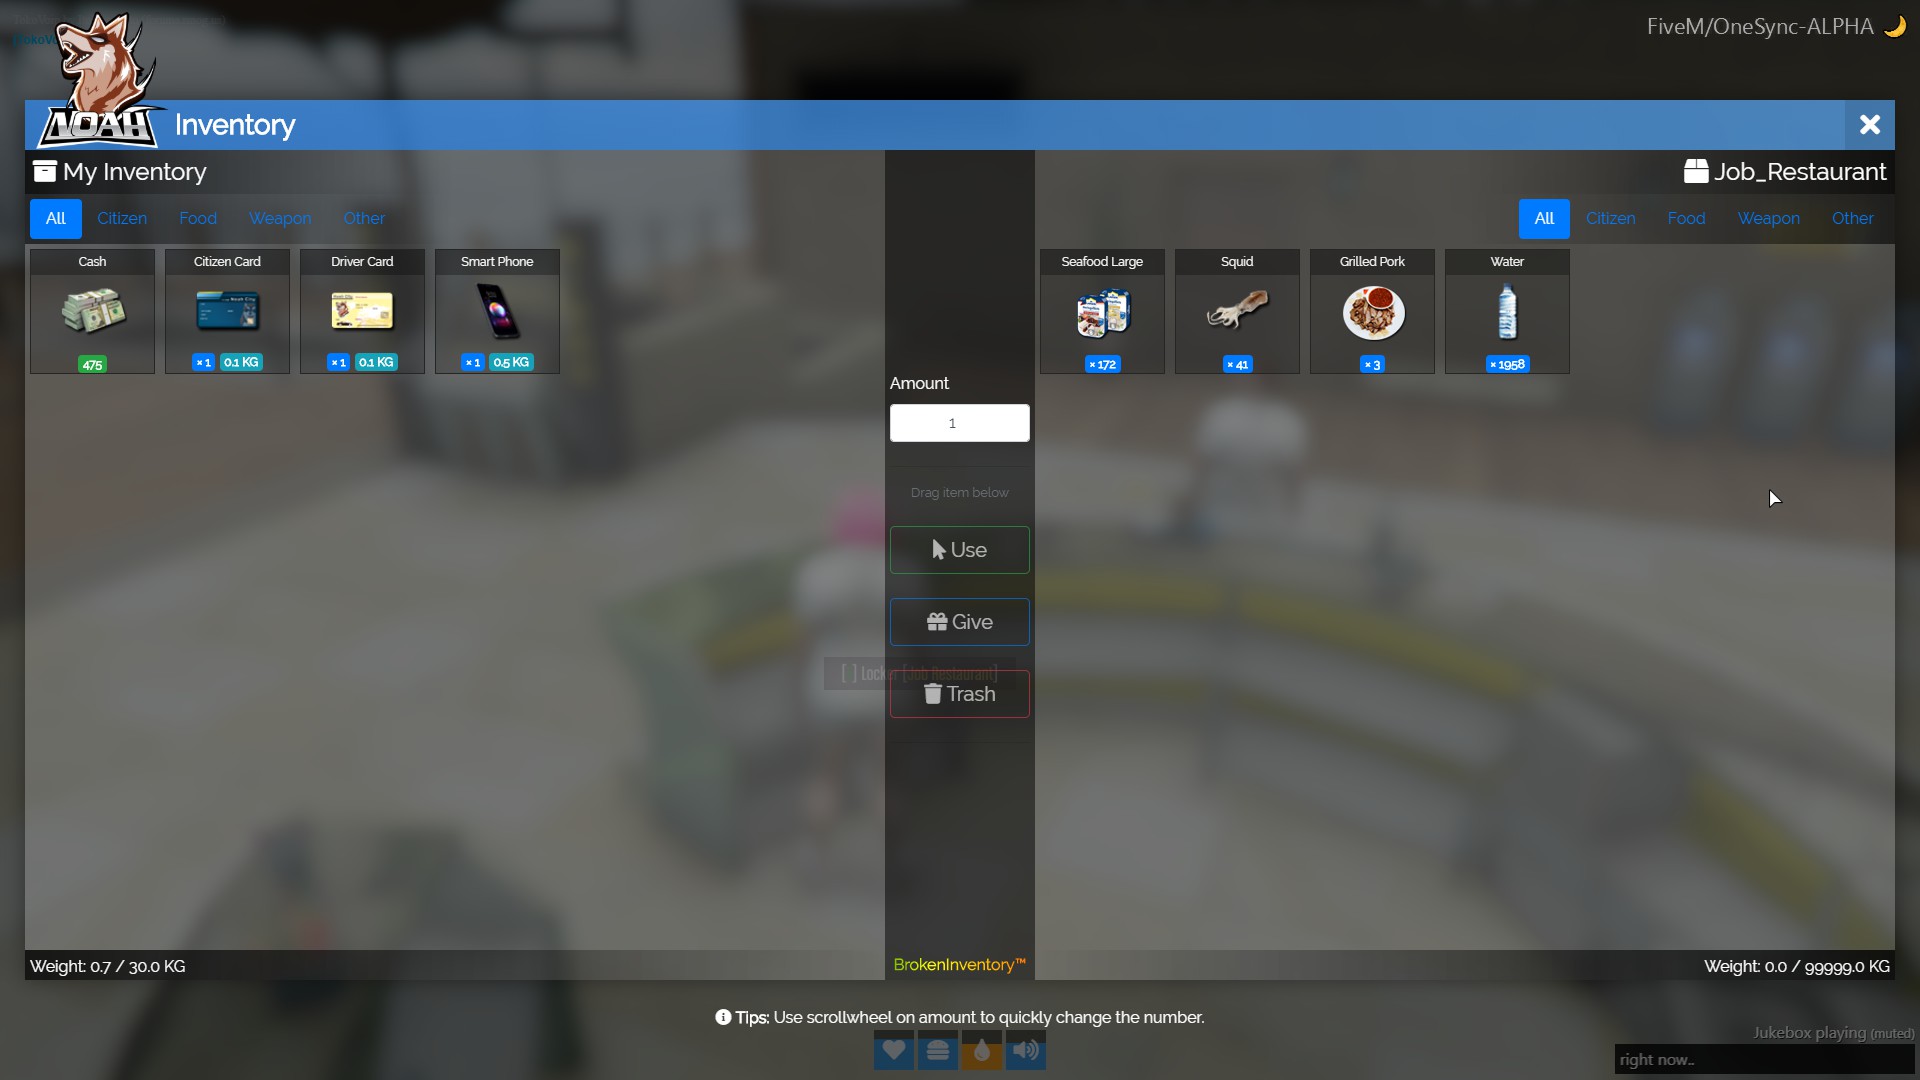 FiveM/OneSync-ALPHA
NOAH
Inventory
My Inventory
Job_Restaurant
All Citizen Food Weapon Other
All Citizen Food Weapon Other
Cash
Citizen Card
Driver Card
Smart Phone
Seafood Large
Squid
Grilled Pork
Water
475
× 1 0.1 KG
× 1 0.1 KG
× 1 0.5 KG
× 172
× 41
× 3
× 1958
Amount
1
Drag item below
Use
Give
[ ] Locker [Job Restaurant]
Trash
BrokenInventory™
Weight: 0.7 / 30.0 KG
Weight: 0.0 / 99999.0 KG
Tips: Use scrollwheel on amount to quickly change the number.
Jukebox playing (muted)
right now..